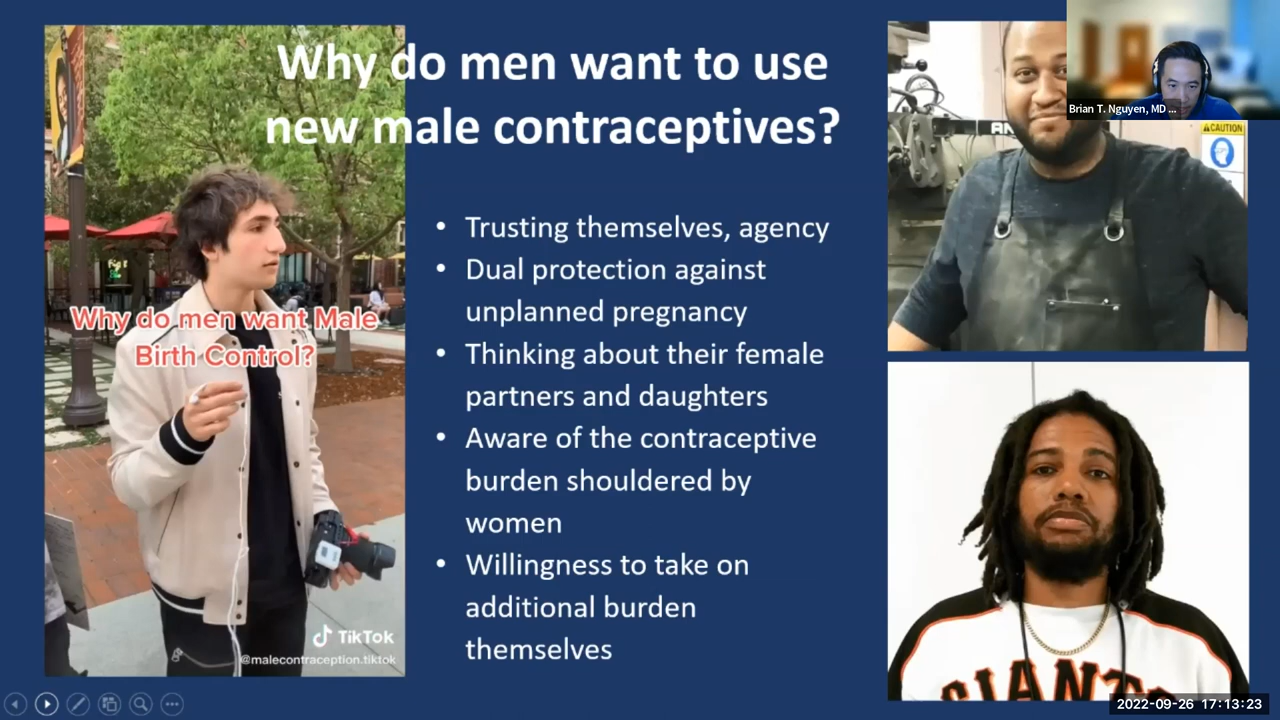 Why do men want to use
new male contraceptives?
Why do men want Male
Birth Control?
TikTok
@malecontraception.tiktok
• Trusting themselves, agency
• Dual protection against
unplanned pregnancy
• Thinking about their female
partners and daughters
• Aware of the contraceptive
burden shouldered by
women
• Willingness to take on
additional burden
themselves
Brian T. Nguyen, MD ...
CAUTION
GIANTS
2022-09-26 17:13:23